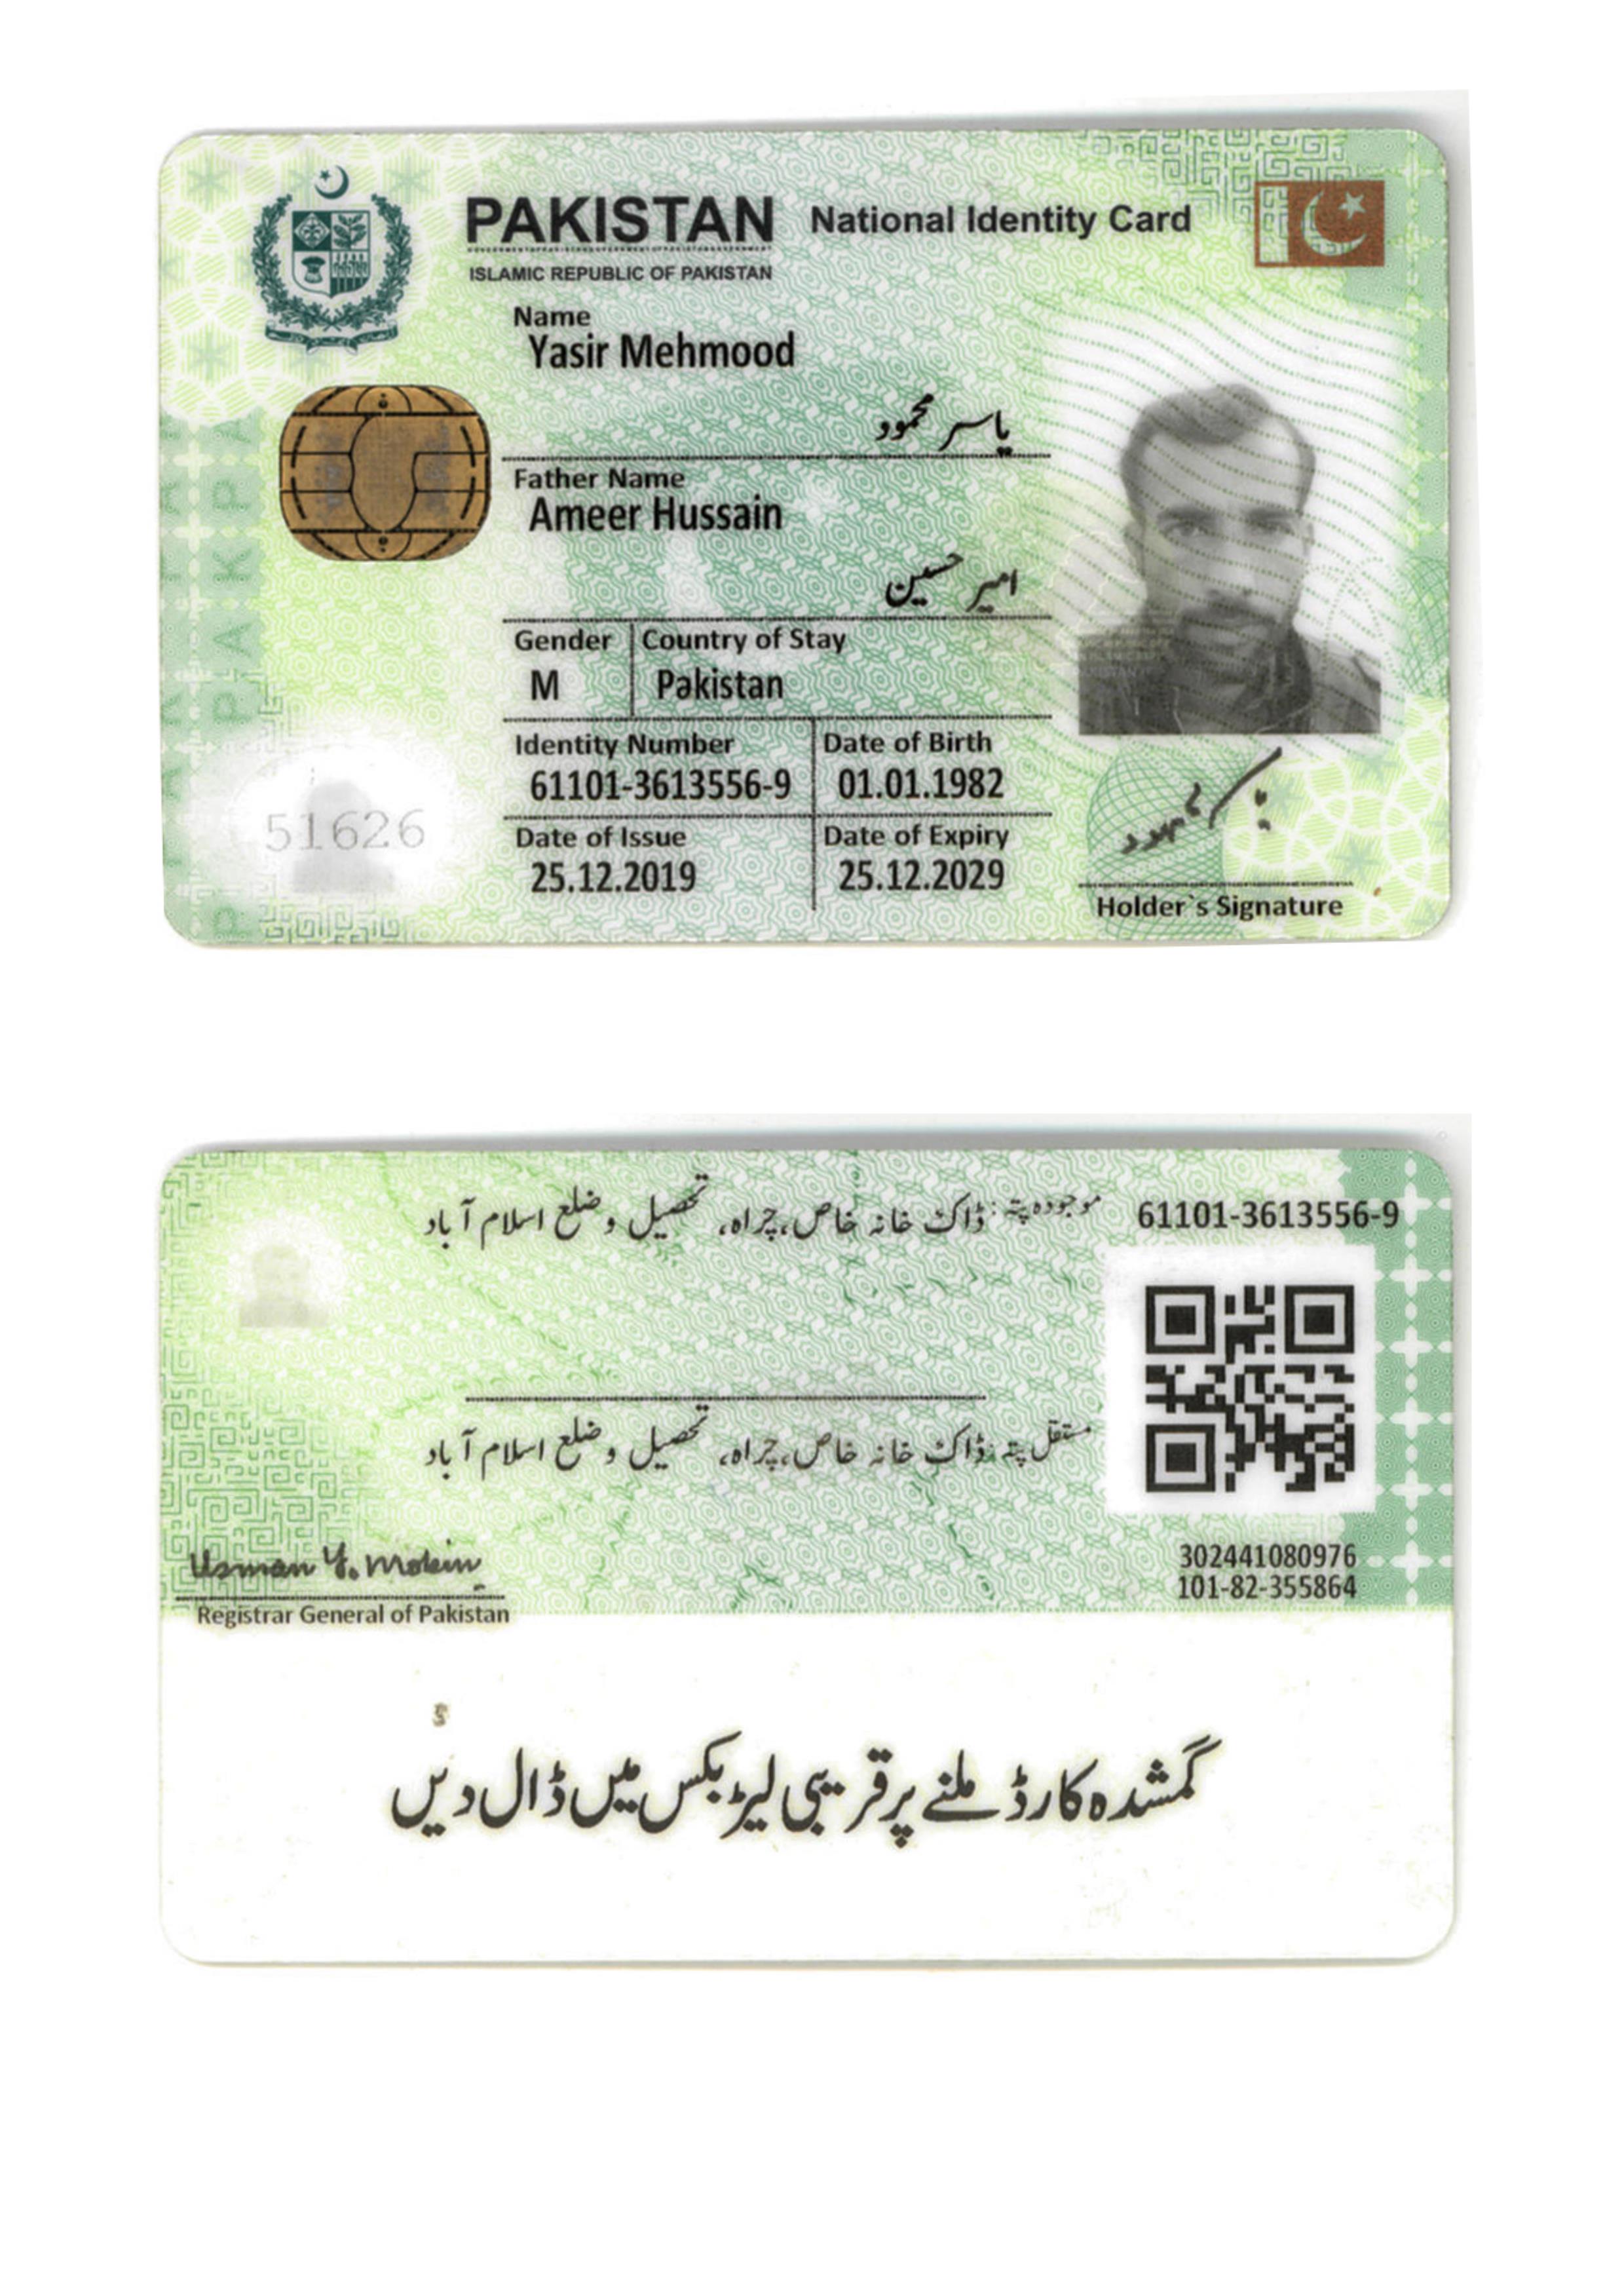 PAKISTAN National Identity Card
ISLAMIC REPUBLIC OF PAKISTAN
Name
Yasir Mehmood
یاسر محمود
Father Name
Ameer Hussain
امیر حسین
Gender Country of Stay
M Pakistan
Identity Number Date of Birth
61101-3613556-9 01.01.1982
Date of Issue Date of Expiry
25.12.2019 25.12.2029
51626
Holder`s Signature
61101-3613556-9
موجودہ پتہ: ڈاک خانہ خاص، چراہ، تحصیل و ضلع اسلام آباد
مستقل پتہ: ڈاک خانہ خاص، چراہ، تحصیل و ضلع اسلام آباد
302441080976
101-82-355864
Usman Y. Mobin
Registrar General of Pakistan
گمشدہ کارڈ ملنے پر قریبی لیٹر بکس میں ڈال دیں